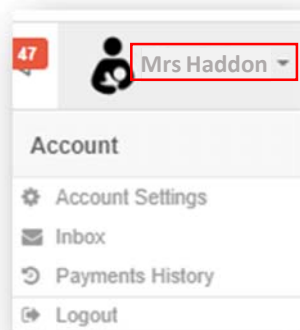 47
Mrs Haddon
Account
Account Settings
Inbox
Payments History
Logout